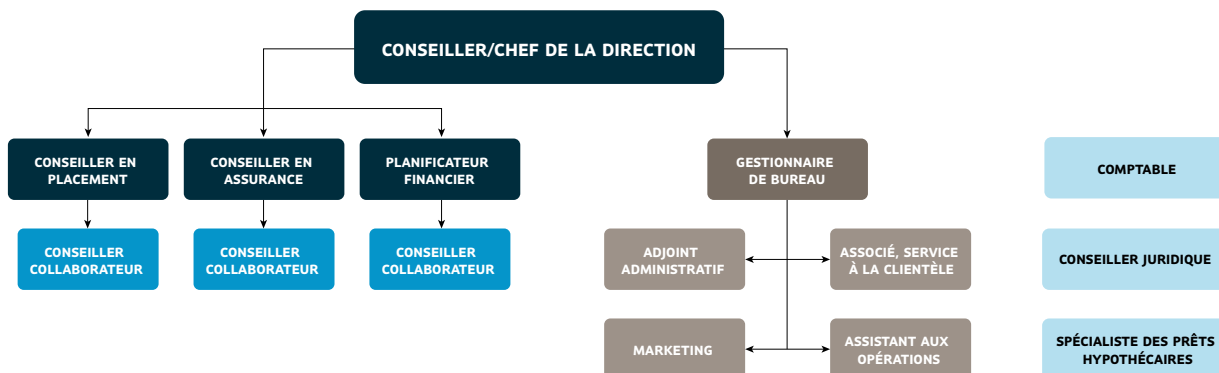 CONSEILLER/CHEF DE LA DIRECTION
CONSEILLER EN
PLACEMENT
CONSEILLER EN
ASSURANCE
PLANIFICATEUR
FINANCIER
GESTIONNAIRE
DE BUREAU
COMPTABLE
CONSEILLER
COLLABORATEUR
CONSEILLER
COLLABORATEUR
CONSEILLER
COLLABORATEUR
ADJOINT
ADMINISTRATIF
ASSOCIÉ, SERVICE
À LA CLIENTÈLE
CONSEILLER JURIDIQUE
MARKETING
ASSISTANT AUX
OPÉRATIONS
SPÉCIALISTE DES PRÊTS
HYPOTHÉCAIRES